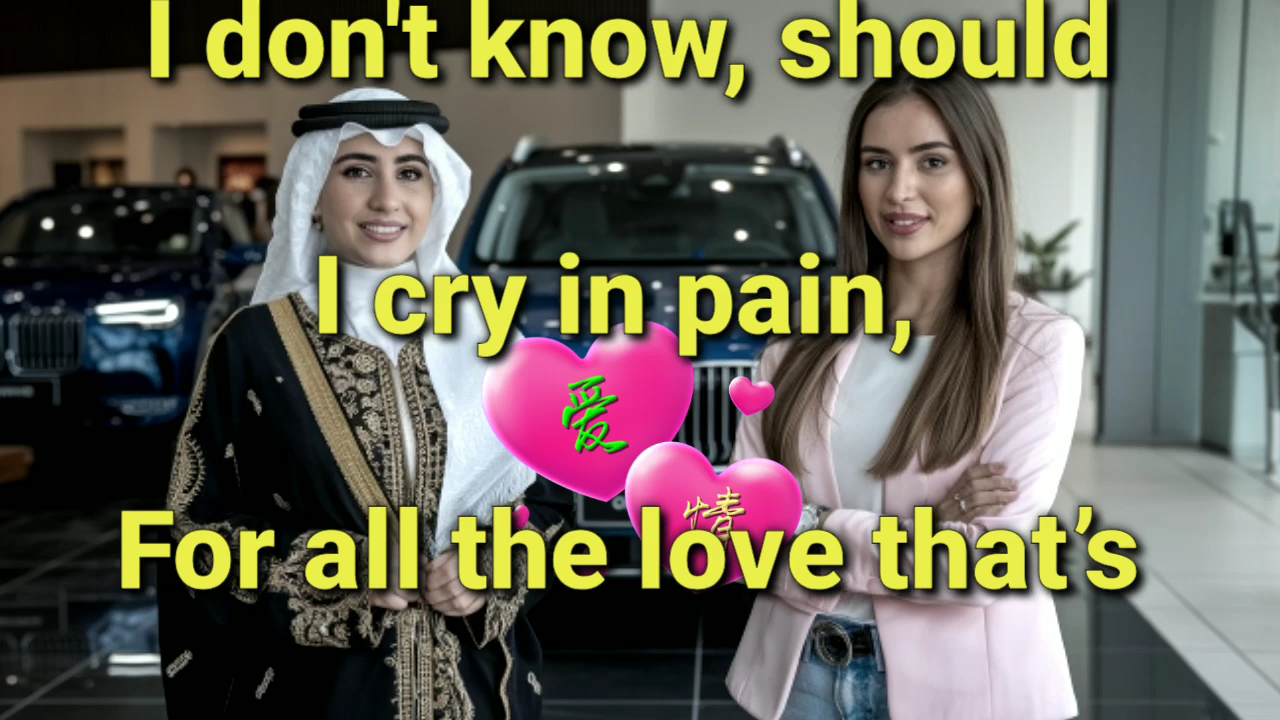 I don't know, should
I cry in pain,
爱
情
For all the love that’s